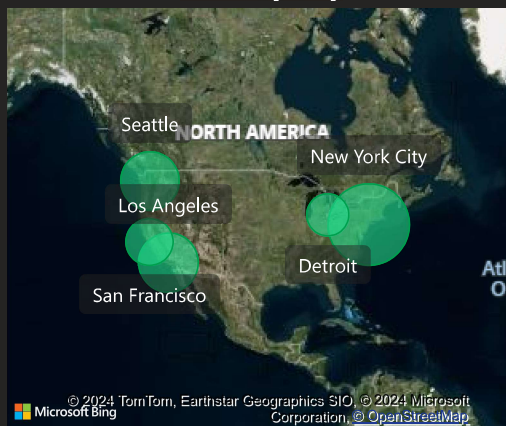 Seattle
NORTH AMERICA
New York City
Los Angeles
Detroit
San Francisco
Atl
O
© 2024 TomTom, Earthstar Geographics SIO, © 2024 Microsoft
Corporation, © OpenStreetMap
Microsoft Bing